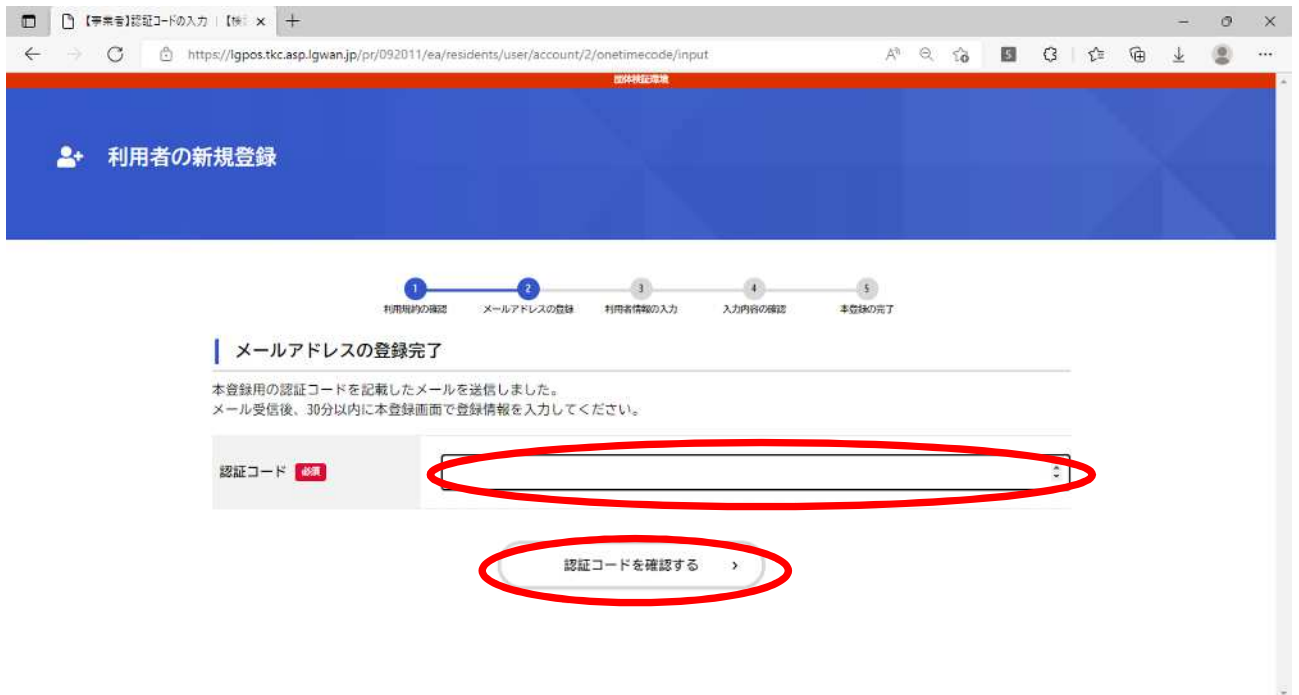 【事業者】認証コードの入力 | 【検
https://lgpos.tkc.asp.lgwan.jp/pr/092011/ea/residents/user/account/2/onetimecode/input
団体検証環境
利用者の新規登録
1 2 3 4 5
利用規約の確認 メールアドレスの登録 利用者情報の入力 入力内容の確認 本登録の完了
メールアドレスの登録完了
本登録用の認証コードを記載したメールを送信しました。
メール受信後、30分以内に本登録画面で登録情報を入力してください。
認証コード 必須
認証コードを確認する